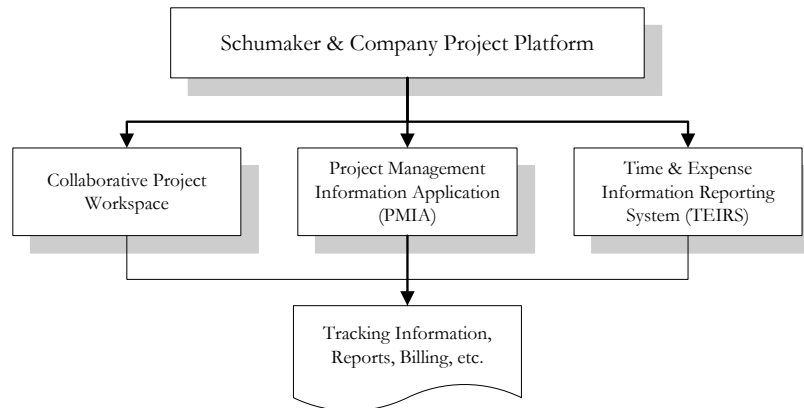 Schumaker & Company Project Platform
Collaborative Project
Workspace
Project Management
Information Application
(PMIA)
Time & Expense
Information Reporting
System (TEIRS)
Tracking Information,
Reports, Billing, etc.